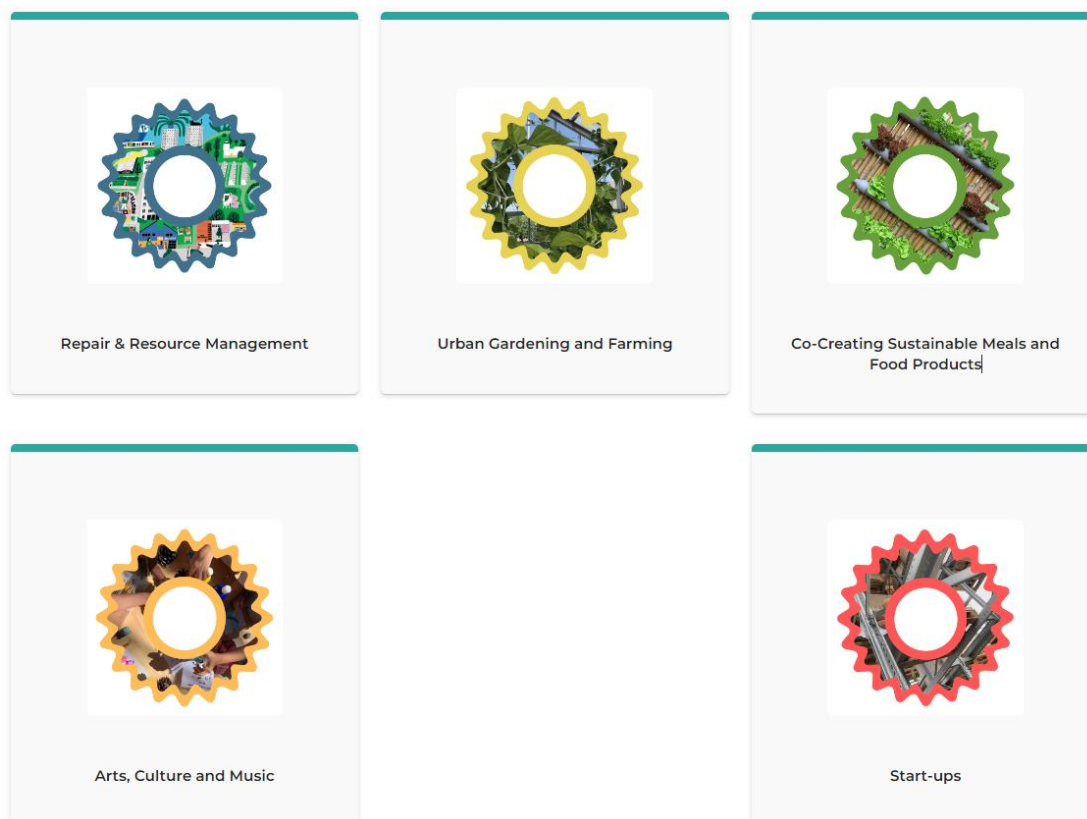 Repair & Resource Management
Urban Gardening and Farming
Co-Creating Sustainable Meals and
Food Products
Arts, Culture and Music
Start-ups